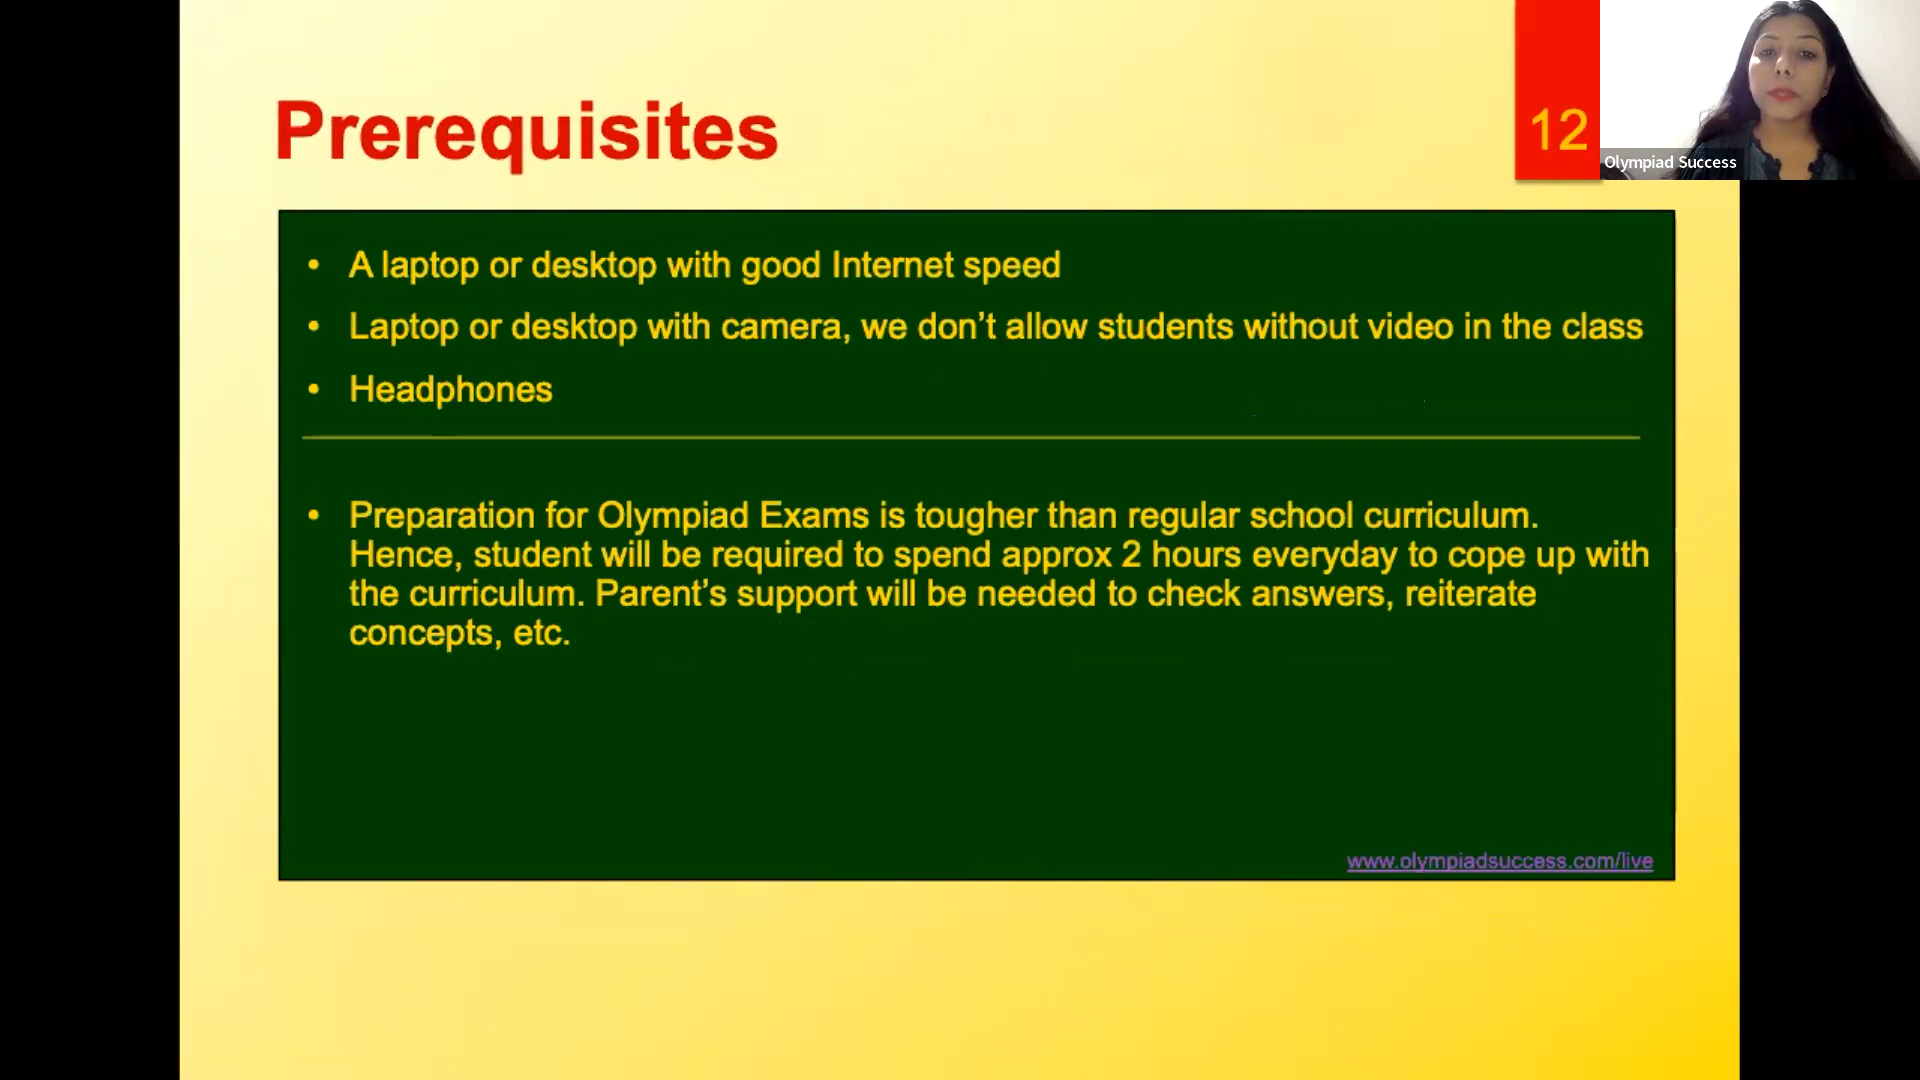 Prerequisites
12
Olympiad Success
• A laptop or desktop with good Internet speed
• Laptop or desktop with camera, we don’t allow students without video in the class
• Headphones
• Preparation for Olympiad Exams is tougher than regular school curriculum.
Hence, student will be required to spend approx 2 hours everyday to cope up with
the curriculum. Parent’s support will be needed to check answers, reiterate
concepts, etc.
www.olympiadsuccess.com/live